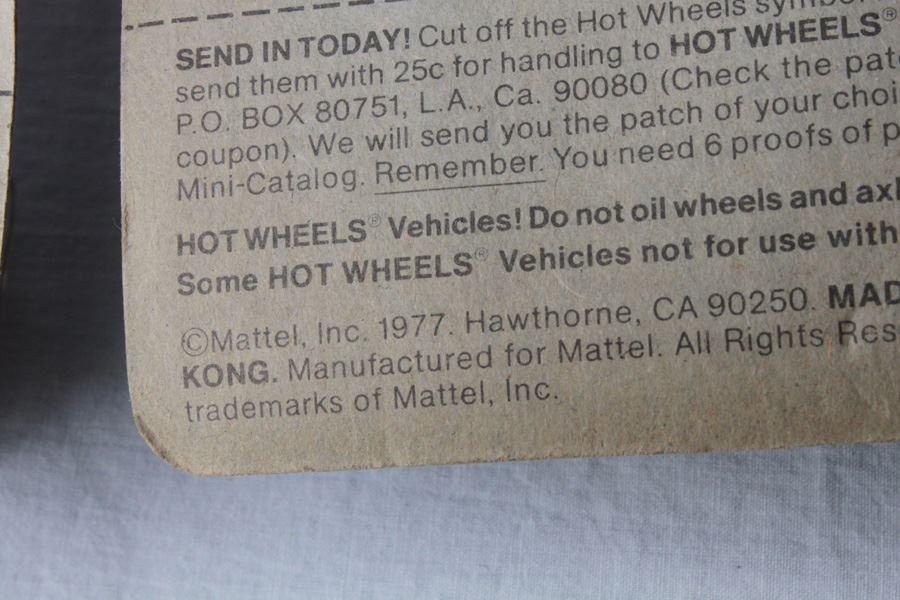 SEND IN TODAY! Cut off the Hot Wheels
send them with 25c for handling to HOT WHEELS®
P.O. BOX 80751, L.A., Ca. 90080 (Check the
coupon). We will send you the patch of your
Mini-Catalog. Remember. You need 6 proofs of
HOT WHEELS® Vehicles! Do not oil wheels and
Some HOT WHEELS® Vehicles not for use with
©Mattel, Inc. 1977. Hawthorne, CA 90250.
KONG. Manufactured for Mattel. All Rights
trademarks of Mattel, Inc.